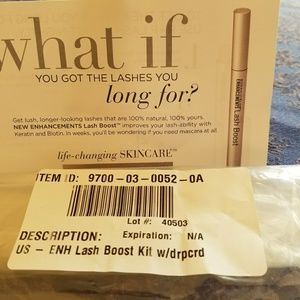 what if
YOU GOT THE LASHES YOU
long for?
Get lush, longer-looking lashes that are 100% natural, 100% yours.
NEW ENHANCEMENTS Lash Boost™ improves your lash-ability with
Keratin and Biotin. In weeks, you'll be wondering if you need mascara at all.
life-changing SKINCARE™
Lash Boost
ITEM ID: 9700-03-0052-0A
Lot #: 40503
DESCRIPTION: Expiration: N/A
US - ENH Lash Boost Kit w/drpcrd